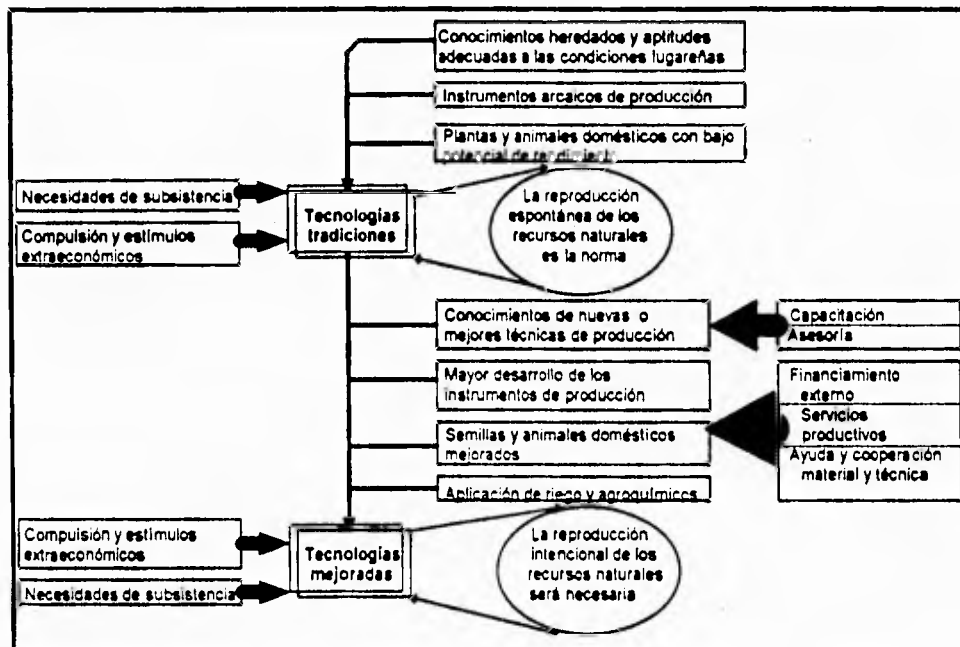 Conocimientos heredados y aptitudes
adecuadas a las condiciones lugareñas
Instrumentos arcaicos de producción
Plantas y animales domésticos con bajo
potencial de rendimiento
Necesidades de subsistencia
Compulsión y estímulos
extraeconómicos
Tecnologías
tradiciones
La reproducción
espontánea de los
recursos naturales
es la norma
Conocimientos de nuevas o
mejores técnicas de producción
Capacitación
Asesoría
Mayor desarrollo de los
instrumentos de producción
Financiamiento
externo
Servicios
productivos
Ayuda y cooperación
material y técnica
Semillas y animales domésticos
mejorados
Aplicación de riego y agroquímicos
Compulsión y estímulos
extraeconómicos
Necesidades de subsistencia
Tecnologías
mejoradas
La reproducción
intencional de los
recursos naturales
será necesaria